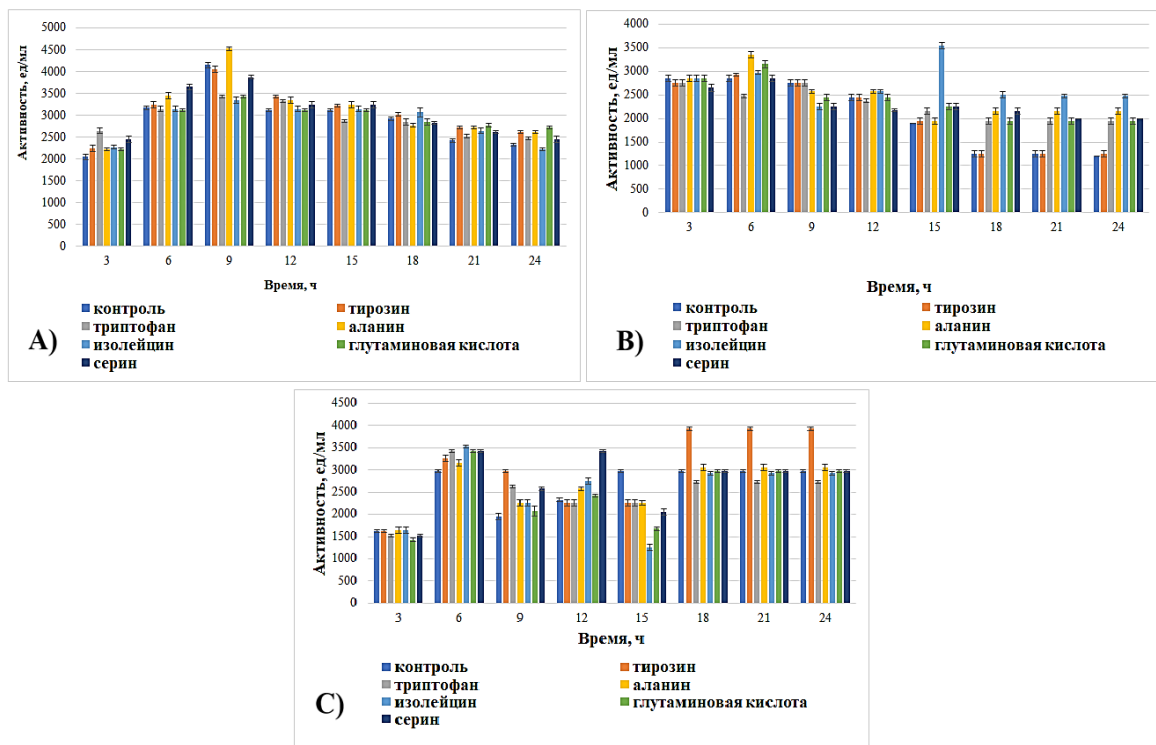 Активность, ед/мл
5000
4500
4000
3500
3000
2500
2000
1500
1000
500
0
3 6 9 12 15 18 21 24
Время, ч
контроль тирозин
триптофан аланин
изолейцин глутаминовая кислота
серин
A)
Активность, ед/мл
4000
3500
3000
2500
2000
1500
1000
500
0
3 6 9 12 15 18 21 24
Время, ч
контроль тирозин
триптофан аланин
изолейцин глутаминовая кислота
серин
B)
Активность, ед/мл
4500
4000
3500
3000
2500
2000
1500
1000
500
0
3 6 9 12 15 18 21 24
Время, ч
контроль тирозин
триптофан аланин
изолейцин глутаминовая кислота
серин
C)